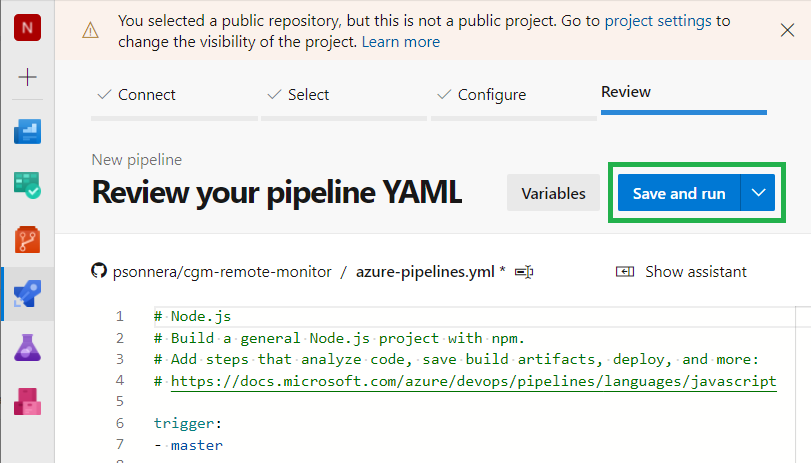 N
You selected a public repository, but this is not a public project. Go to project settings to
change the visibility of the project. Learn more
Connect
Select
Configure
Review
New pipeline
Review your pipeline YAML
Variables
Save and run
psonnera/cgm-remote-monitor / azure-pipelines.yml *
Show assistant
1 # Node.js
2 # Build a general Node.js project with npm.
3 # Add steps that analyze code, save build artifacts, deploy, and more:
4 # https://docs.microsoft.com/azure/devops/pipelines/languages/javascript
5
6 trigger:
7 - master